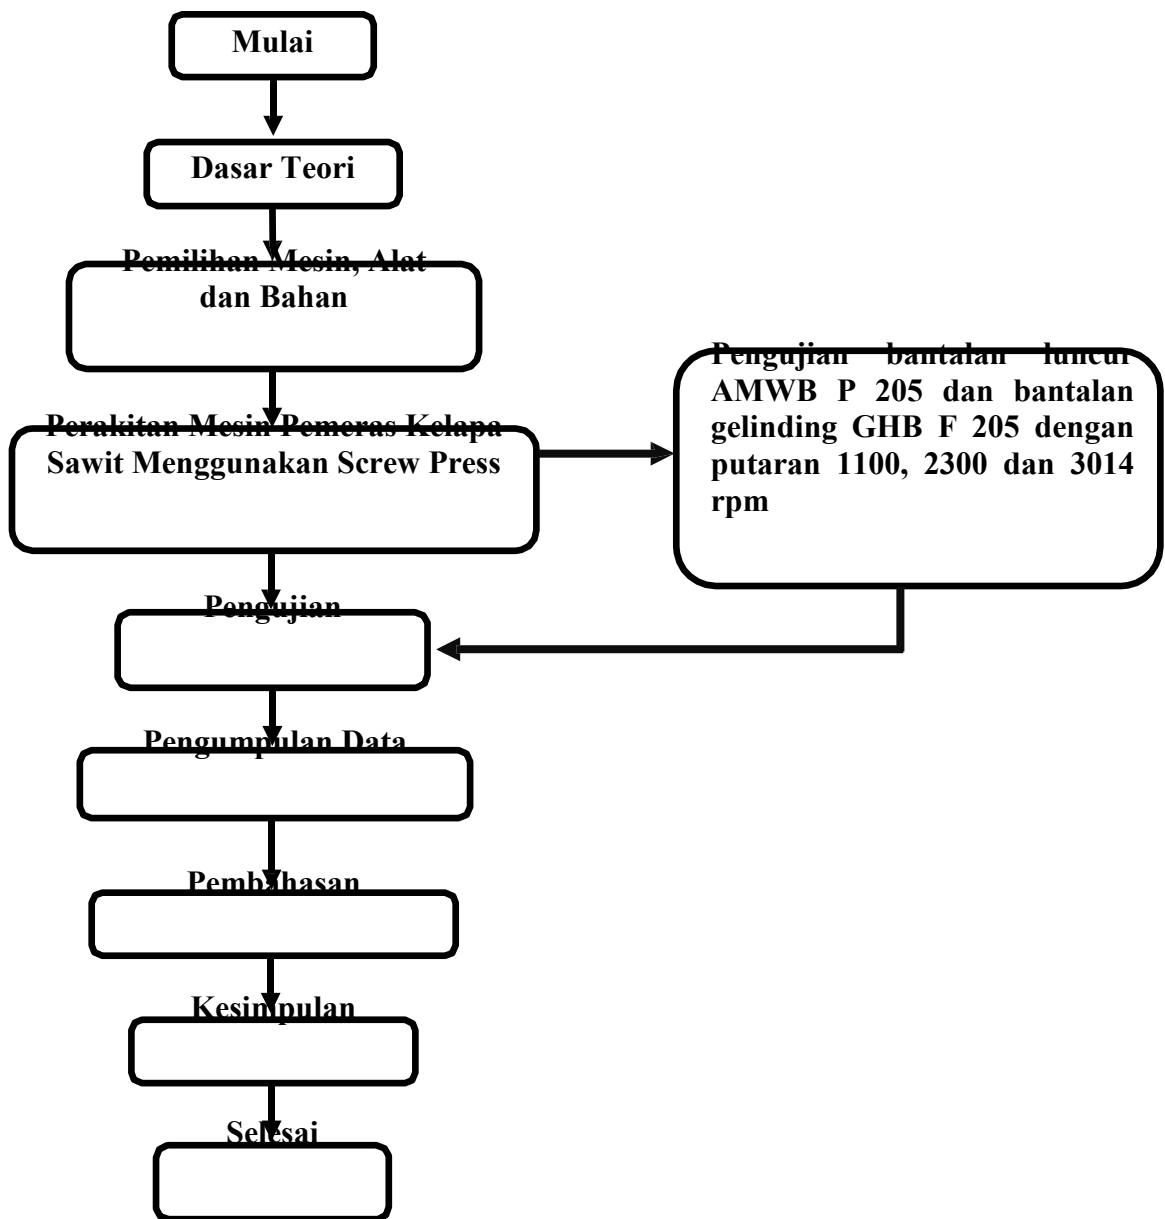 Mulai
Dasar Teori
Pemilihan Mesin, Alat
dan Bahan
Perakitan Mesin Pemeras Kelapa
Sawit Menggunakan Screw Press
Pengujian bantalan luncur
AMWB P 205 dan bantalan
gelinding GHB F 205 dengan
putaran 1100, 2300 dan 3014
rpm
Pengujian
Pengumpulan Data
Pembahasan
Kesimpulan
Selesai